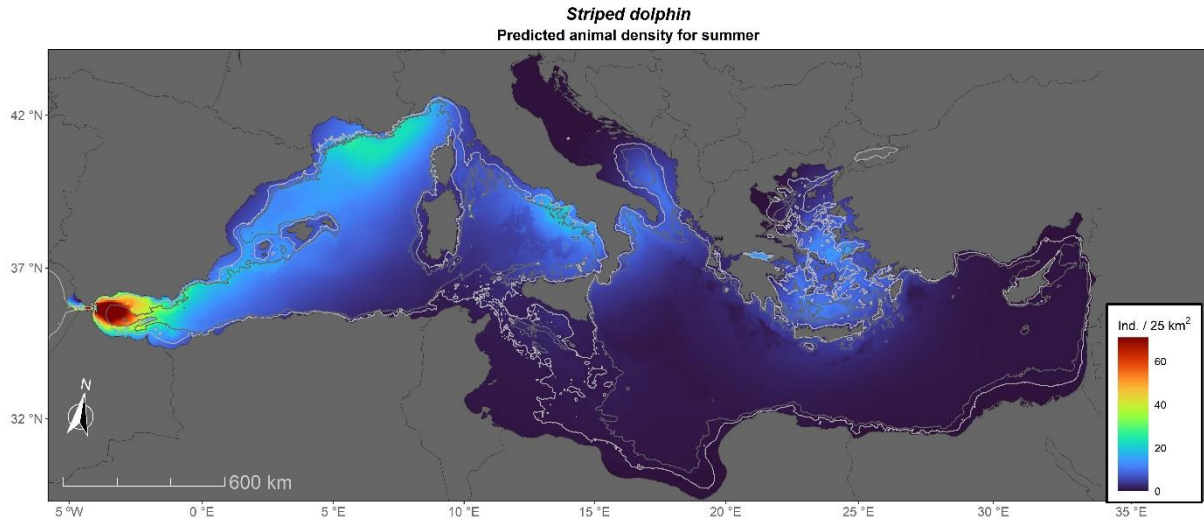 Striped dolphin
Predicted animal density for summer
42 °N
37 °N
32 °N
N
600 km
Ind. / 25 km²
60
40
20
0
5 °W
0 °E
5 °E
10 °E
15 °E
20 °E
25 °E
30 °E
35 °E